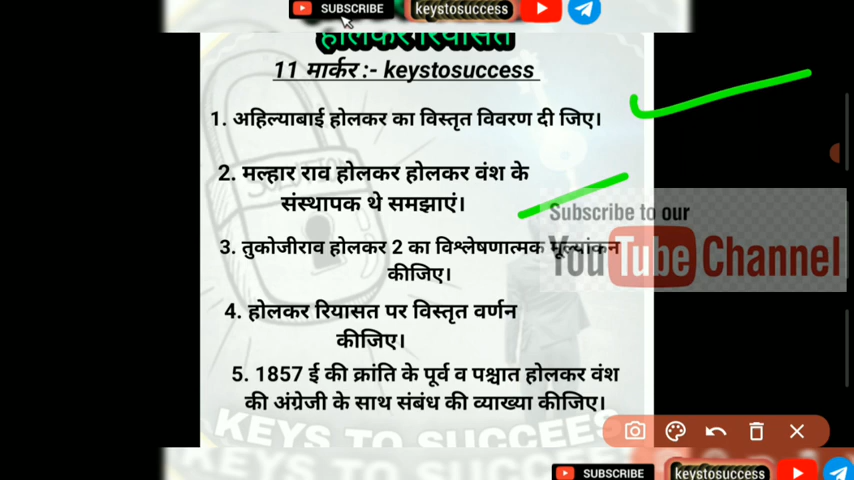 SUBSCRIBE keystosuccess
होलकर रियासत
11 मार्कर :- keystosuccess
1. अहिल्याबाई होलकर का विस्तृत विवरण दी जिए।
2. मल्हार राव होलकर होलकर वंश के
संस्थापक थे समझाएं।
Subscribe to our
YouTube Channel
3. तुकोजीराव होलकर 2 का विश्लेषणात्मक मूल्यांकन
कीजिए।
4. होलकर रियासत पर विस्तृत वर्णन
कीजिए।
5. 1857 ई की क्रांति के पूर्व व पश्चात होलकर वंश
की अंग्रेजी के साथ संबंध की व्याख्या कीजिए।
SOLUTION
KEYS TO SUCCEES
SUBSCRIBE keystosuccess